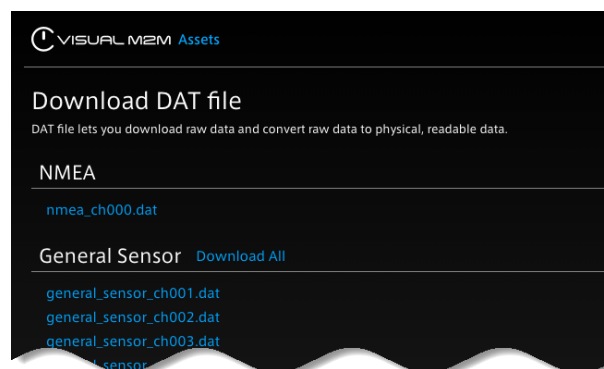 VISUAL M2M Assets
Download DAT file
DAT file lets you download raw data and convert raw data to physical, readable data.
NMEA
nmea_ch000.dat
General Sensor Download All
general_sensor_ch001.dat
general_sensor_ch002.dat
general_sensor_ch003.dat